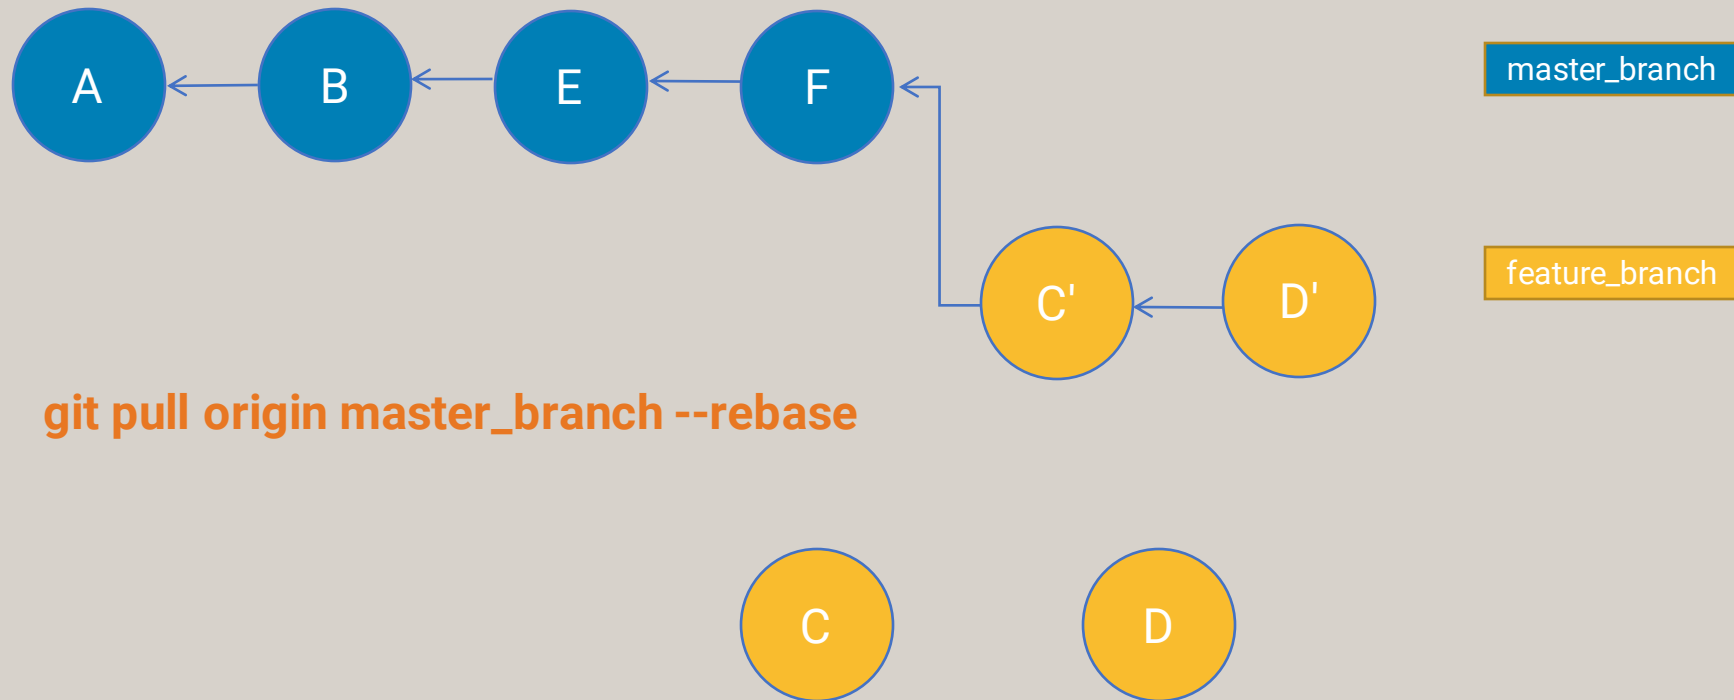 A
B
E
F
master_branch
C'
D'
feature_branch
git pull origin master_branch --rebase
C
D